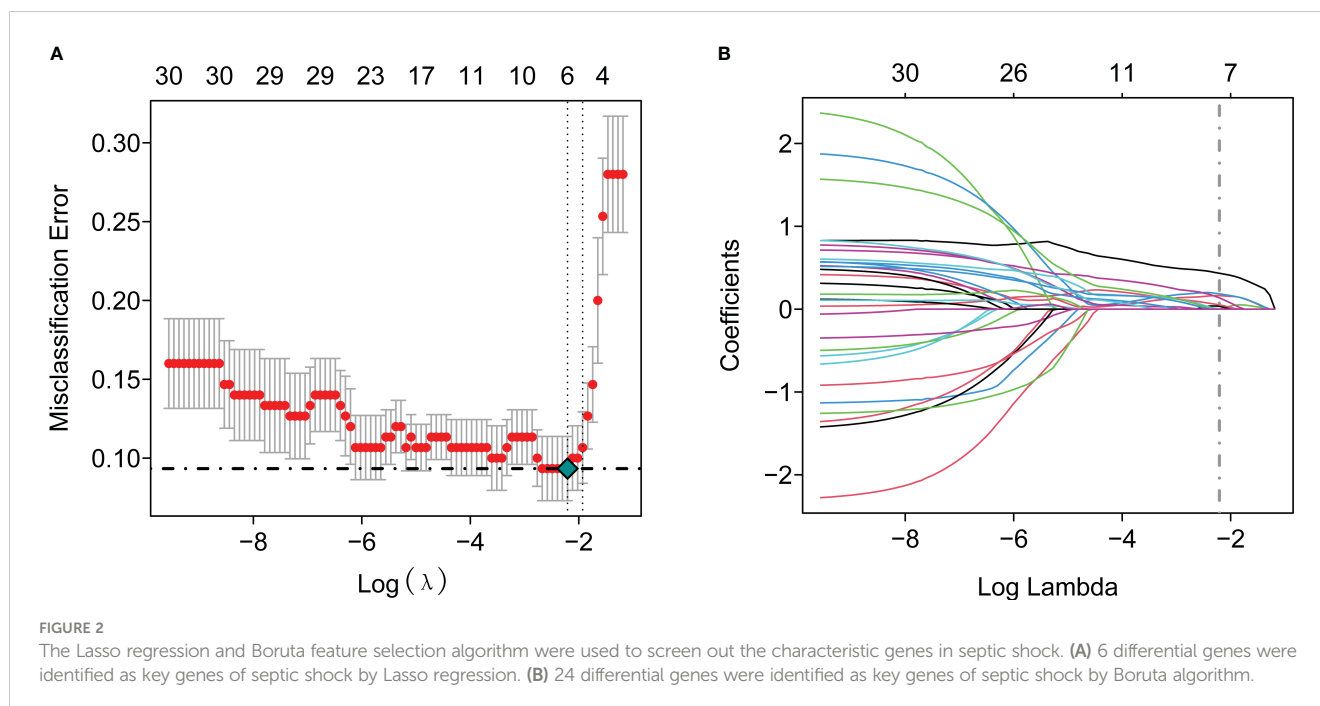 A
30 30 29 29 23 17 11 10 6 4
Misclassification Error
0.30
0.25
0.20
0.15
0.10
−8 −6 −4 −2
Log (λ)
B
30 26 11 7
Coefficients
2
1
0
−1
−2
−8 −6 −4 −2
Log Lambda
FIGURE 2
The Lasso regression and Boruta feature selection algorithm were used to screen out the characteristic genes in septic shock. (A) 6 differential genes were
identified as key genes of septic shock by Lasso regression. (B) 24 differential genes were identified as key genes of septic shock by Boruta algorithm.